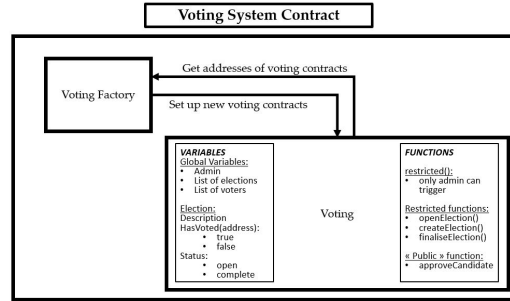 Voting System Contract
Get addresses of voting contracts
Voting Factory
Set up new voting contracts
VARIABLES
Global Variables:
• Admin
• List of elections
• List of voters
Election:
Description
HasVoted(address):
• true
• false
Status:
• open
• complete
Voting
FUNCTIONS
restricted():
• only admin can
trigger
Restricted functions:
• openElection()
• createElection()
• finaliseElection()
« Public » function:
• approveCandidate